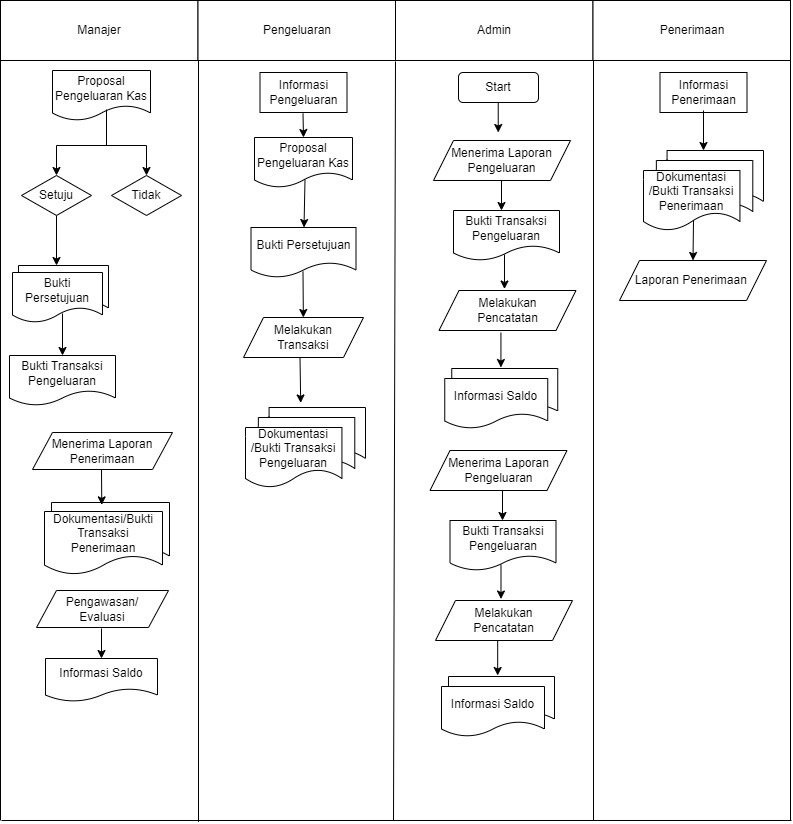 Manajer
Pengeluaran
Admin
Penerimaan
Proposal
Pengeluaran Kas
Setuju
Tidak
Bukti
Persetujuan
Bukti Transaksi
Pengeluaran
Menerima Laporan
Penerimaan
Dokumentasi/Bukti
Transaksi
Penerimaan
Pengawasan/
Evaluasi
Informasi Saldo
Informasi
Pengeluaran
Proposal
Pengeluaran Kas
Bukti Persetujuan
Melakukan
Transaksi
Dokumentasi
/Bukti Transaksi
Pengeluaran
Start
Menerima Laporan
Pengeluaran
Bukti Transaksi
Pengeluaran
Melakukan
Pencatatan
Informasi Saldo
Menerima Laporan
Pengeluaran
Bukti Transaksi
Pengeluaran
Melakukan
Pencatatan
Informasi Saldo
Informasi
Penerimaan
Dokumentasi
/Bukti Transaksi
Penerimaan
Laporan Penerimaan